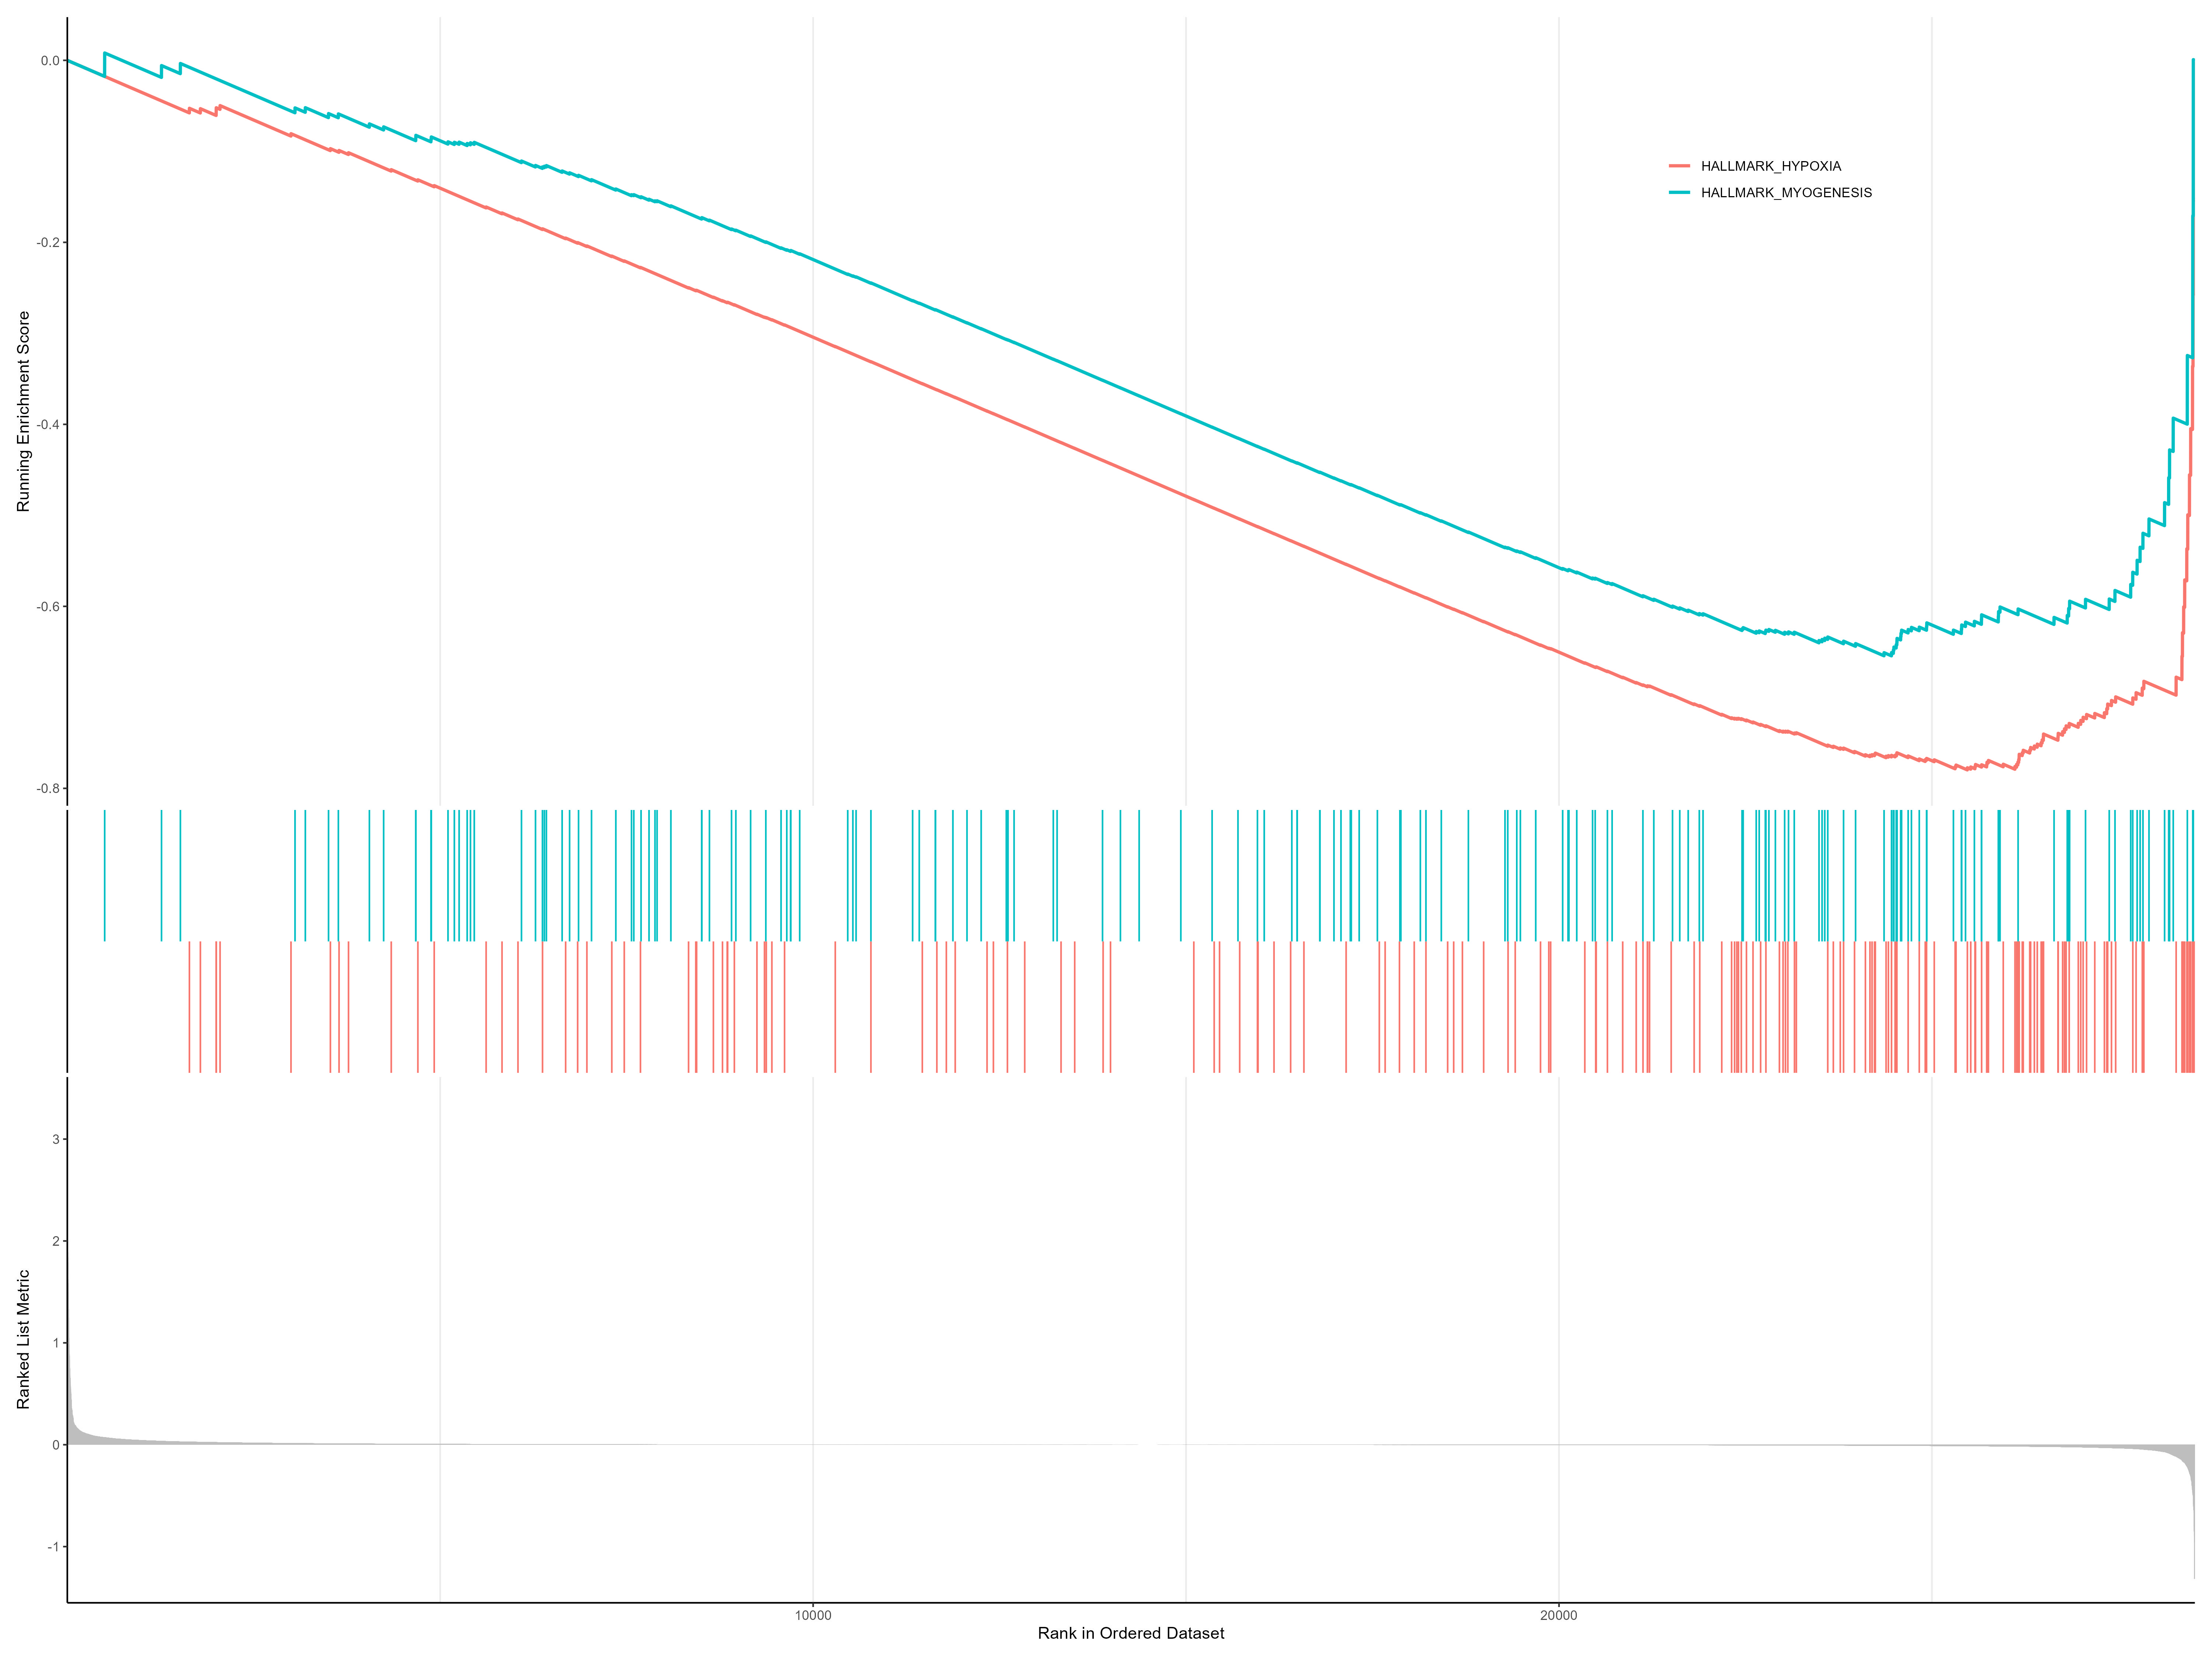 Running Enrichment Score
0.0
-0.2
-0.4
-0.6
-0.8
HALLMARK_HYPOXIA
HALLMARK_MYOGENESIS
Ranked List Metric
3
2
1
0
-1
10000
20000
Rank in Ordered Dataset